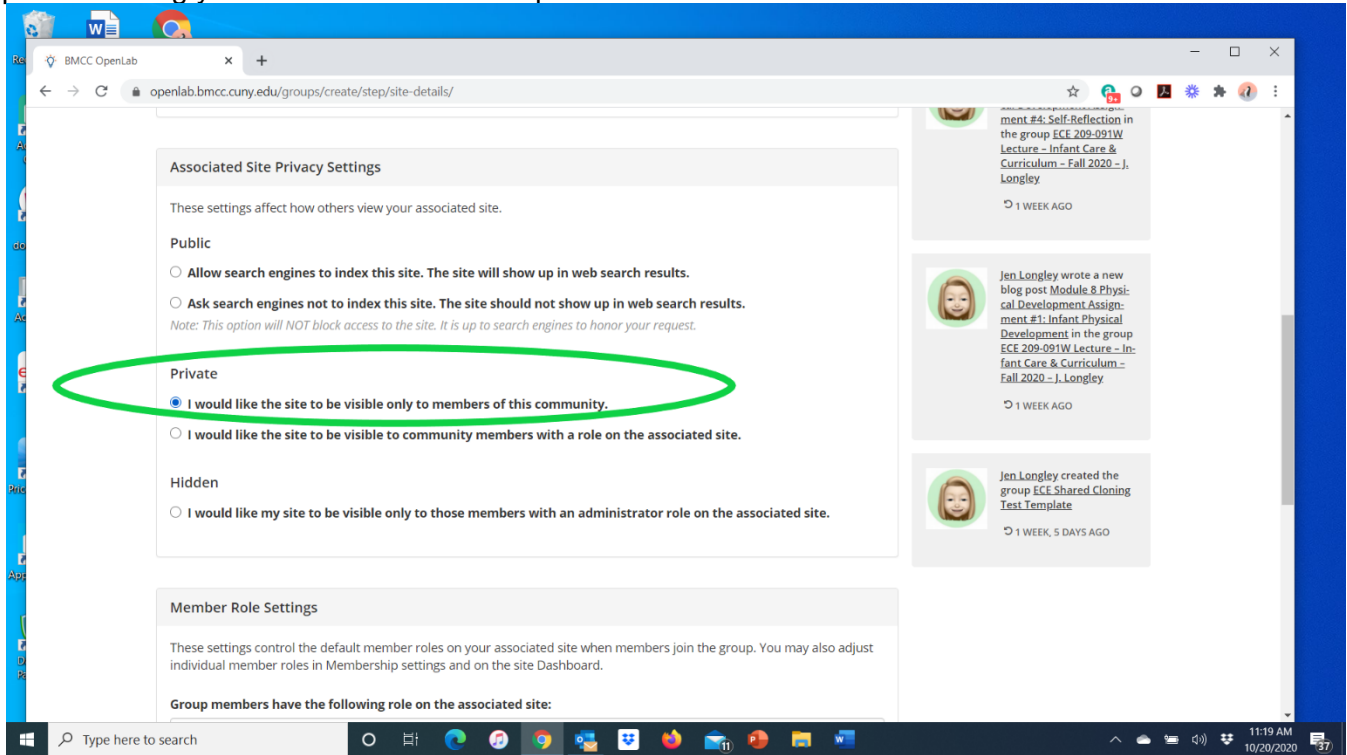 BMCC OpenLab
openlab.bmcc.cuny.edu/groups/create/step/site-details/
9+
Associated Site Privacy Settings
These settings affect how others view your associated site.
Public
Allow search engines to index this site. The site will show up in web search results.
Ask search engines not to index this site. The site should not show up in web search results.
Note: This option will NOT block access to the site. It is up to search engines to honor your request.
Private
I would like the site to be visible only to members of this community.
I would like the site to be visible to community members with a role on the associated site.
Hidden
I would like my site to be visible only to those members with an administrator role on the associated site.
Member Role Settings
These settings control the default member roles on your associated site when members join the group. You may also adjust
individual member roles in Membership settings and on the site Dashboard.
Group members have the following role on the associated site:
ment #4: Self-Reflection in
the group ECE 209-091W
Lecture – Infant Care &
Curriculum – Fall 2020 – J.
Longley
1 WEEK AGO
Jen Longley wrote a new
blog post Module 8 Physi-
cal Development Assign-
ment #1: Infant Physical
Development in the group
ECE 209-091W Lecture – In-
fant Care & Curriculum –
Fall 2020 – J. Longley
1 WEEK AGO
Jen Longley created the
group ECE Shared Cloning
Test Template
1 WEEK, 5 DAYS AGO
Type here to search
11
11:19 AM
10/20/2020
37